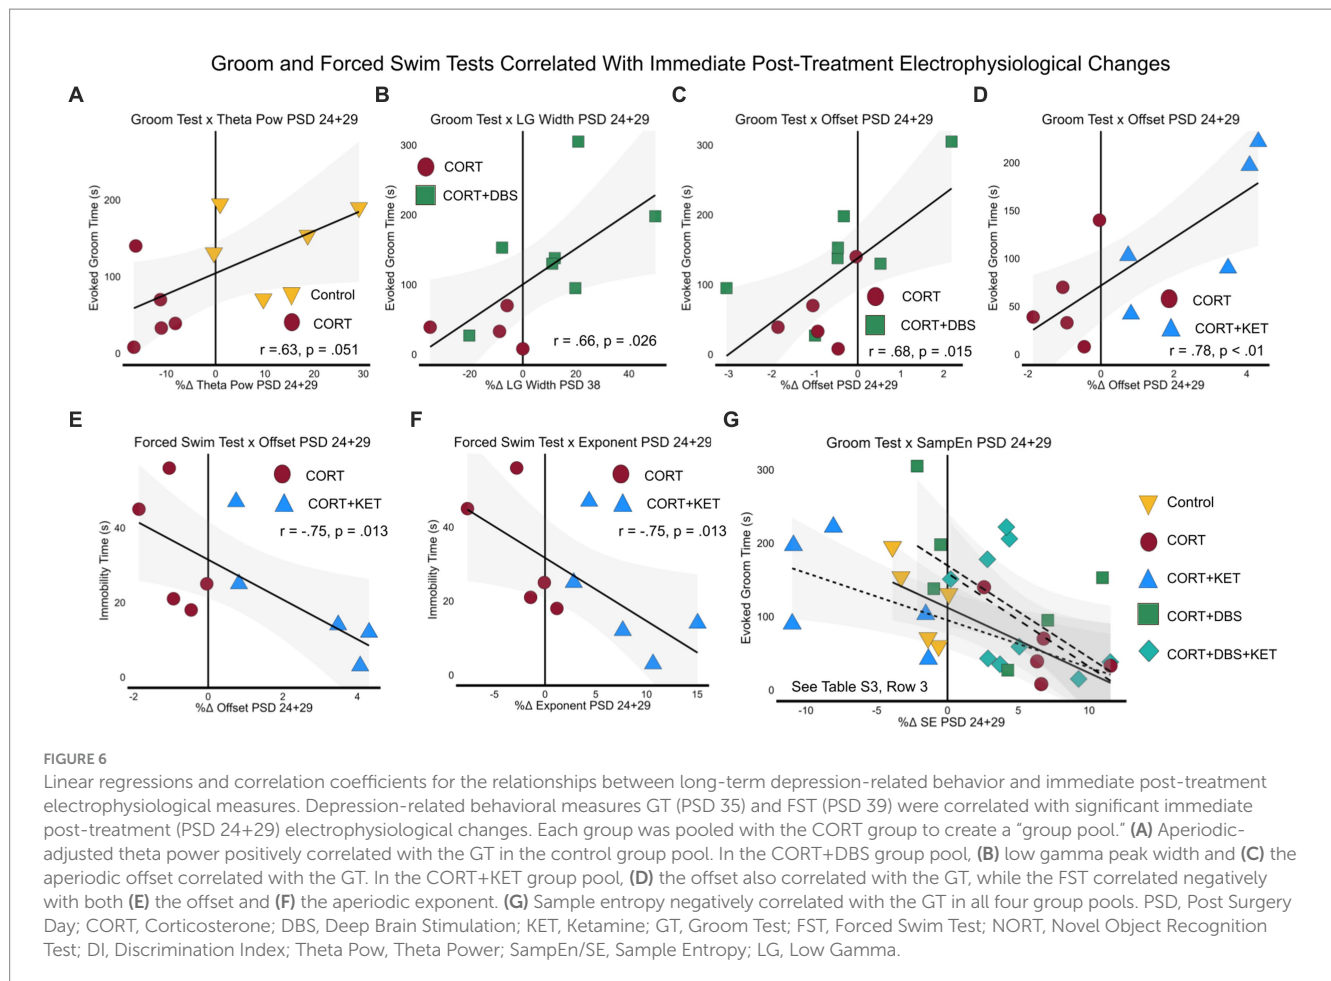 Groom and Forced Swim Tests Correlated With Immediate Post-Treatment Electrophysiological Changes
A
Groom Test x Theta Pow PSD 24+29
Evoked Groom Time (s)
200
100
0
Control
CORT
r =.63, p = .051
-10
0
10
20
30
%Δ Theta Pow PSD 24+29
B
Groom Test x LG Width PSD 24+29
Evoked Groom Time (s)
300
200
100
0
CORT
CORT+DBS
r = .66, p = .026
-20
0
20
40
%Δ LG Width PSD 38
C
Groom Test x Offset PSD 24+29
Evoked Groom Time (s)
300
200
100
0
CORT
CORT+DBS
r = .68, p = .015
-3
-2
-1
0
1
2
%Δ Offset PSD 24+29
D
Groom Test x Offset PSD 24+29
Evoked Groom Time (s)
200
150
100
50
0
CORT
CORT+KET
r = .78, p < .01
-2
0
2
4
%Δ Offset PSD 24+29
E
Forced Swim Test x Offset PSD 24+29
Immobility Time (s)
40
20
0
CORT
CORT+KET
r = -.75, p = .013
-2
0
2
4
%Δ Offset PSD 24+29
F
Forced Swim Test x Exponent PSD 24+29
Immobility Time (s)
40
20
0
CORT
CORT+KET
r = -.75, p = .013
-5
0
5
10
15
%Δ Exponent PSD 24+29
G
Groom Test x SampEn PSD 24+29
Evoked Groom Time (s)
300
200
100
0
See Table S3, Row 3
-10
-5
0
5
10
%Δ SE PSD 24+29
Control
CORT
CORT+KET
CORT+DBS
CORT+DBS+KET
FIGURE 6
Linear regressions and correlation coefficients for the relationships between long-term depression-related behavior and immediate post-treatment
electrophysiological measures. Depression-related behavioral measures GT (PSD 35) and FST (PSD 39) were correlated with significant immediate
post-treatment (PSD 24+29) electrophysiological changes. Each group was pooled with the CORT group to create a “group pool.” (A) Aperiodic-
adjusted theta power positively correlated with the GT in the control group pool. In the CORT+DBS group pool, (B) low gamma peak width and (C) the
aperiodic offset correlated with the GT. In the CORT+KET group pool, (D) the offset also correlated with the GT, while the FST correlated negatively
with both (E) the offset and (F) the aperiodic exponent. (G) Sample entropy negatively correlated with the GT in all four group pools. PSD, Post Surgery
Day; CORT, Corticosterone; DBS, Deep Brain Stimulation; KET, Ketamine; GT, Groom Test; FST, Forced Swim Test; NORT, Novel Object Recognition
Test; DI, Discrimination Index; Theta Pow, Theta Power; SampEn/SE, Sample Entropy; LG, Low Gamma.